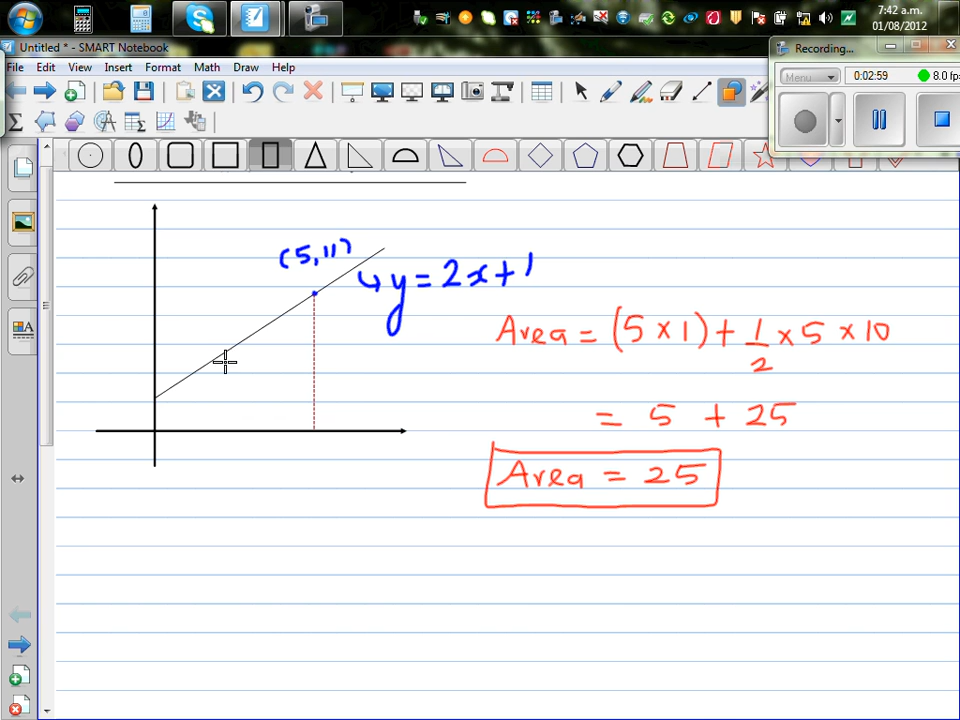 7:42 a.m.
01/08/2012
Untitled * - SMART Notebook
Recording...
File Edit View Insert Format Math Draw Help
Menu 0:02:59 8.0 fps
(5,11)
y = 2x + 1
Area = (5 × 1) + 1/2 × 5 × 10
= 5 + 25
Area = 25